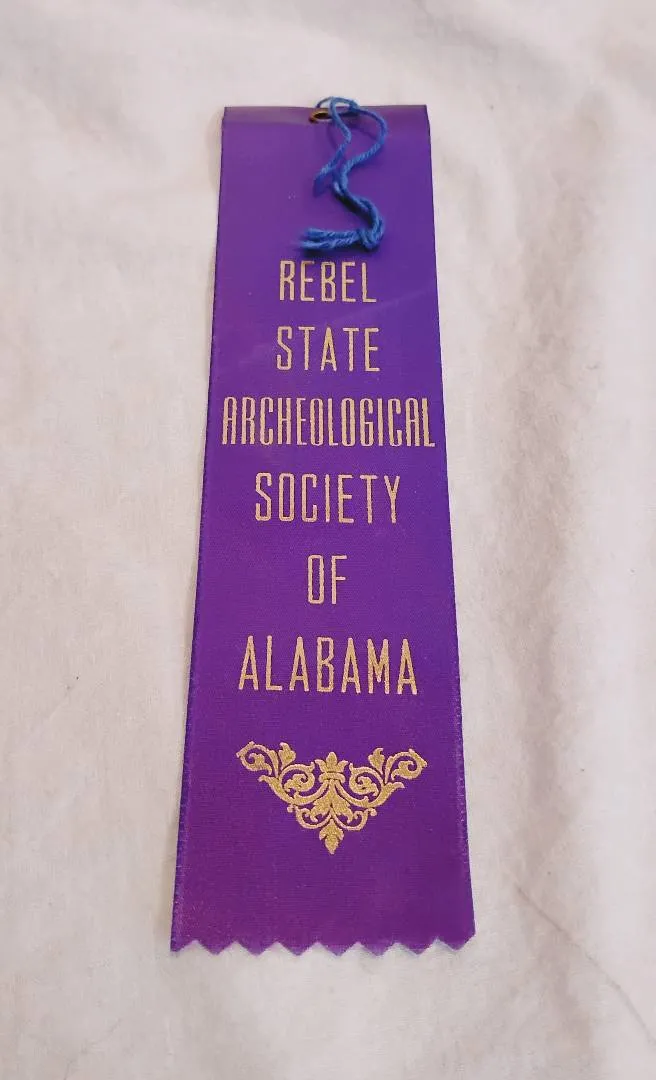 REBEL
STATE
ARCHEOLOGICAL
SOCIETY
OF
ALABAMA